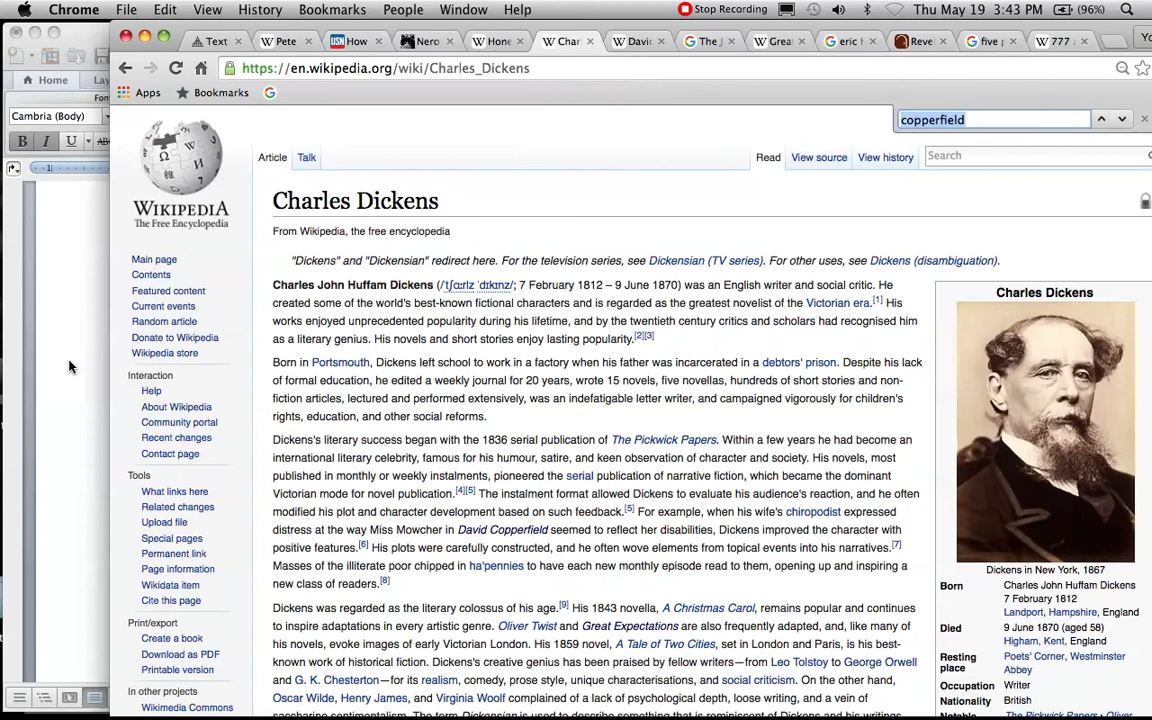 Chrome File Edit View History Bookmarks People Window Help Stop Recording Thu May 19 3:43 PM (96%)
Text Pete How Nero Hone Charl David The J Great eric h Reve five p 777
https://en.wikipedia.org/wiki/Charles_Dickens
Apps Bookmarks
Home
Cambria (Body)
B I U
copperfield
Article Talk Read View source View history Search
WIKIPEDIA
The Free Encyclopedia
Main page
Contents
Featured content
Current events
Random article
Donate to Wikipedia
Wikipedia store
Interaction
Help
About Wikipedia
Community portal
Recent changes
Contact page
Tools
What links here
Related changes
Upload file
Special pages
Permanent link
Page information
Wikidata item
Cite this page
Print/export
Create a book
Download as PDF
Printable version
In other projects
Wikimedia Commons
Charles Dickens
From Wikipedia, the free encyclopedia
"Dickens" and "Dickensian" redirect here. For the television series, see Dickensian (TV series). For other uses, see Dickens (disambiguation).
Charles John Huffam Dickens (/ˈtʃɑːrlz ˈdɪkɪnz/; 7 February 1812 – 9 June 1870) was an English writer and social critic. He
created some of the world's best-known fictional characters and is regarded as the greatest novelist of the Victorian era.[1] His
works enjoyed unprecedented popularity during his lifetime, and by the twentieth century critics and scholars had recognised him
as a literary genius. His novels and short stories enjoy lasting popularity.[2][3]
Born in Portsmouth, Dickens left school to work in a factory when his father was incarcerated in a debtors' prison. Despite his lack
of formal education, he edited a weekly journal for 20 years, wrote 15 novels, five novellas, hundreds of short stories and non-
fiction articles, lectured and performed extensively, was an indefatigable letter writer, and campaigned vigorously for children's
rights, education, and other social reforms.
Dickens's literary success began with the 1836 serial publication of The Pickwick Papers. Within a few years he had become an
international literary celebrity, famous for his humour, satire, and keen observation of character and society. His novels, most
published in monthly or weekly instalments, pioneered the serial publication of narrative fiction, which became the dominant
Victorian mode for novel publication.[4][5] The instalment format allowed Dickens to evaluate his audience's reaction, and he often
modified his plot and character development based on such feedback.[5] For example, when his wife's chiropodist expressed
distress at the way Miss Mowcher in David Copperfield seemed to reflect her disabilities, Dickens improved the character with
positive features.[6] His plots were carefully constructed, and he often wove elements from topical events into his narratives.[7]
Masses of the illiterate poor chipped in ha'pennies to have each new monthly episode read to them, opening up and inspiring a
new class of readers.[8]
Dickens was regarded as the literary colossus of his age.[9] His 1843 novella, A Christmas Carol, remains popular and continues
to inspire adaptations in every artistic genre. Oliver Twist and Great Expectations are also frequently adapted, and, like many of
his novels, evoke images of early Victorian London. His 1859 novel, A Tale of Two Cities, set in London and Paris, is his best-
known work of historical fiction. Dickens's creative genius has been praised by fellow writers—from Leo Tolstoy to George Orwell
and G. K. Chesterton—for its realism, comedy, prose style, unique characterisations, and social criticism. On the other hand,
Oscar Wilde, Henry James, and Virginia Woolf complained of a lack of psychological depth, loose writing, and a vein of
Charles Dickens
Dickens in New York, 1867
Born Charles John Huffam Dickens
7 February 1812
Landport, Hampshire, England
Died 9 June 1870 (aged 58)
Higham, Kent, England
Resting place Poets' Corner, Westminster Abbey
Occupation Writer
Nationality British
Notable The Pickwick Papers · Oliver